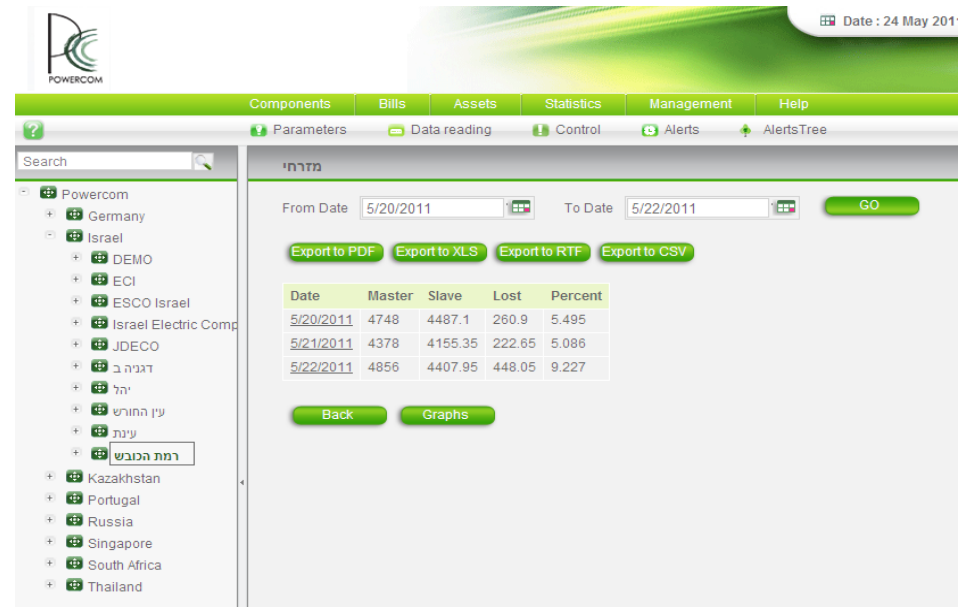 POWERCOM
Date : 24 May 201
Components Bills Assets Statistics Management Help
Parameters Data reading Control Alerts AlertsTree
Search
Powercom
Germany
Israel
DEMO
ECI
ESCO Israel
Israel Electric Comp
JDECO
דגניה ב
יהל
עין החורש
עינת
רמת הכובש
Kazakhstan
Portugal
Russia
Singapore
South Africa
Thailand
מזרחי
From Date 5/20/2011 To Date 5/22/2011 GO
Export to PDF Export to XLS Export to RTF Export to CSV
Date Master Slave Lost Percent
5/20/2011 4748 4487.1 260.9 5.495
5/21/2011 4378 4155.35 222.65 5.086
5/22/2011 4856 4407.95 448.05 9.227
Back Graphs